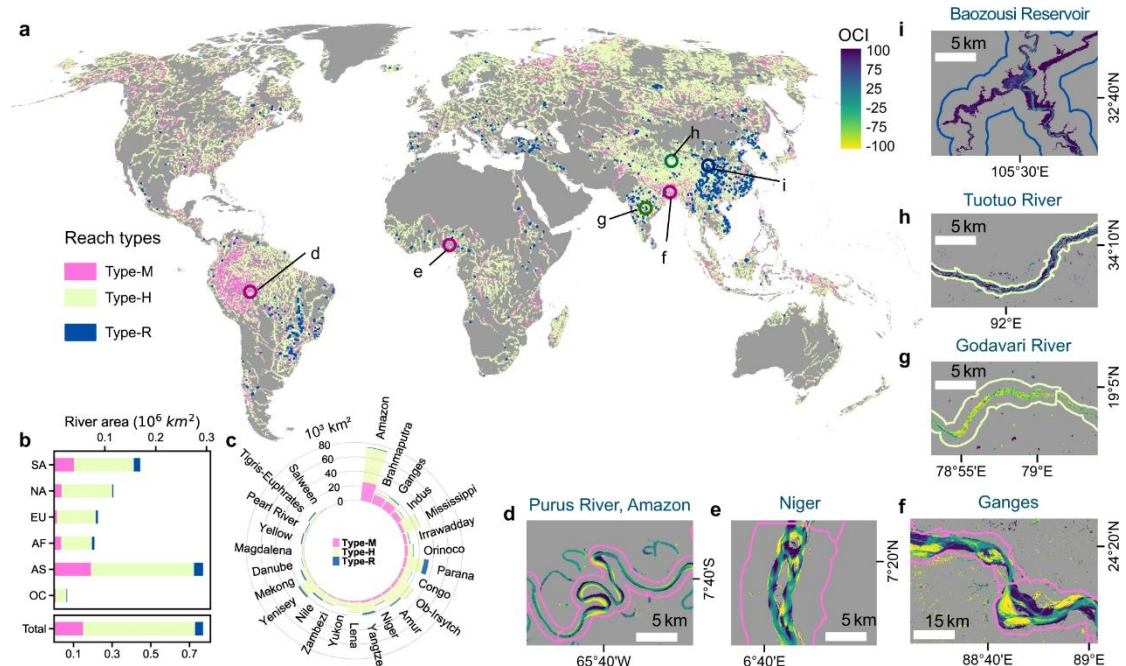 a
Reach types
Type-M
Type-H
Type-R
d
e
f
g
h
i
OCI
100
75
25
-25
-75
-100
i
Baozousi Reservoir
5 km
32°40'N
105°30'E
h
Tuotuo River
5 km
34°10'N
92°E
g
Godavari River
5 km
19°5'N
78°55'E
79°E
b
River area (10⁶ km²)
0.1
0.2
0.3
SA
NA
EU
AF
AS
OC
Total
0.1
0.3
0.5
0.7
c
10³ km²
80
60
40
20
0
Amazon
Brahmaputra
Ganges
Indus
Mississippi
Irrawadday
Orinoco
Parana
Congo
Ob-Irsytch
Amur
Niger
Yangtze
Lena
Yukon
Zambezi
Nile
Yenisey
Mekong
Danube
Magdalena
Yellow
Pearl River
Tigris-Euphrates
Salween
Type-M
Type-H
Type-R
d
Purus River, Amazon
5 km
7°40'S
65°40'W
e
Niger
5 km
7°20'N
6°40'E
f
Ganges
15 km
24°20'N
88°40'E
89°E